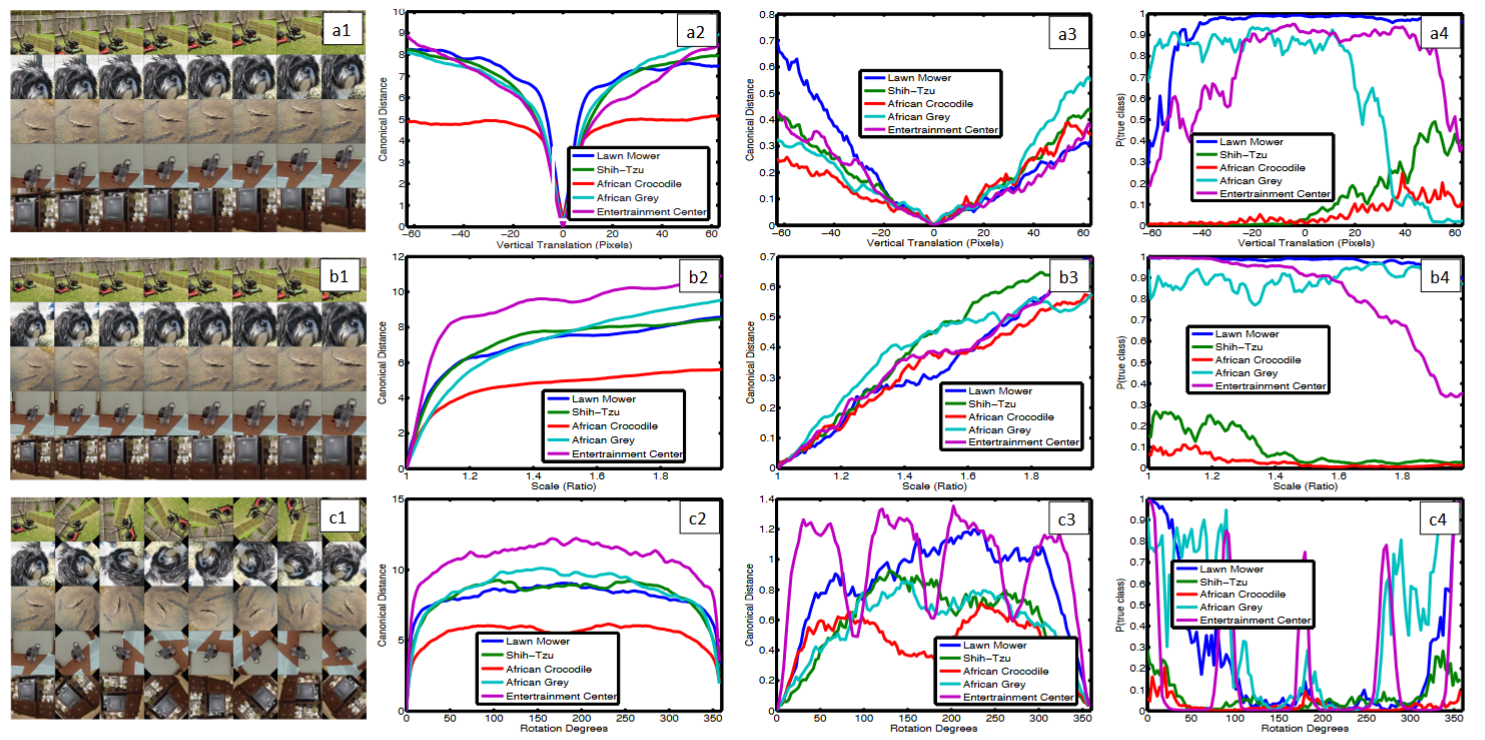 a1
10
9
8
7
6
5
4
3
2
1
0
Canonical Distance
−60 −40 −20 0 20 40 60
Vertical Translation (Pixels)
a2
Lawn Mower
Shih−Tzu
African Crocodile
African Grey
Entertrainment Center
0.8
0.7
0.6
0.5
0.4
0.3
0.2
0.1
0
Canonical Distance
−60 −40 −20 0 20 40 60
Vertical Translation (Pixels)
a3
Lawn Mower
Shih−Tzu
African Crocodile
African Grey
Entertrainment Center
1
0.9
0.8
0.7
0.6
0.5
0.4
0.3
0.2
0.1
0
P(true class)
−60 −40 −20 0 20 40 60
Vertical Translation (Pixels)
a4
Lawn Mower
Shih−Tzu
African Crocodile
African Grey
Entertrainment Center
b1
12
10
8
6
4
2
0
Canonical Distance
1 1.2 1.4 1.6 1.8
Scale (Ratio)
b2
Lawn Mower
Shih−Tzu
African Crocodile
African Grey
Entertrainment Center
0.7
0.6
0.5
0.4
0.3
0.2
0.1
0
Canonical Distance
1 1.2 1.4 1.6 1.8
Scale (Ratio)
b3
Lawn Mower
Shih−Tzu
African Crocodile
African Grey
Entertrainment Center
1
0.9
0.8
0.7
0.6
0.5
0.4
0.3
0.2
0.1
0
P(true class)
1 1.2 1.4 1.6 1.8
Scale (Ratio)
b4
Lawn Mower
Shih−Tzu
African Crocodile
African Grey
Entertrainment Center
c1
15
10
5
0
Canonical Distance
0 50 100 150 200 250 300 350
Rotation Degrees
c2
Lawn Mower
Shih−Tzu
African Crocodile
African Grey
Entertrainment Center
1.4
1.2
1
0.8
0.6
0.4
0.2
0
Canonical Distance
0 50 100 150 200 250 300 350
Rotation Degrees
c3
Lawn Mower
Shih−Tzu
African Crocodile
African Grey
Entertrainment Center
1
0.9
0.8
0.7
0.6
0.5
0.4
0.3
0.2
0.1
0
P(true class)
0 50 100 150 200 250 300 350
Rotation Degrees
c4
Lawn Mower
Shih−Tzu
African Crocodile
African Grey
Entertrainment Center